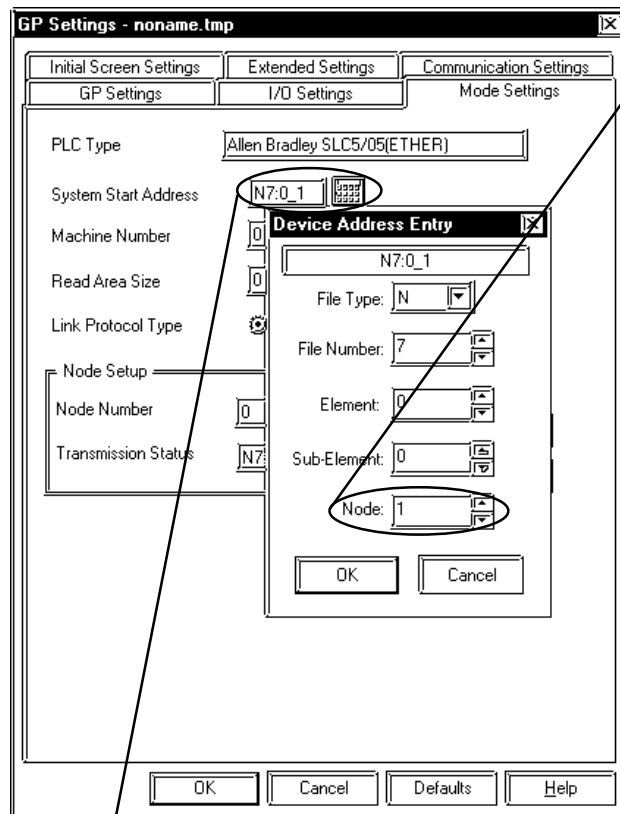 GP Settings - noname.tmp
Initial Screen Settings
Extended Settings
Communication Settings
GP Settings
I/O Settings
Mode Settings
PLC Type
Allen Bradley SLC5/05(ETHER)
System Start Address
N7:0_1
Machine Number
0
Read Area Size
0
Link Protocol Type
Node Setup
Node Number
0
Transmission Status
N7
Device Address Entry
N7:0_1
File Type: N
File Number: 7
Element: 0
Sub-Element: 0
Node: 1
OK
Cancel
OK
Cancel
Defaults
Help